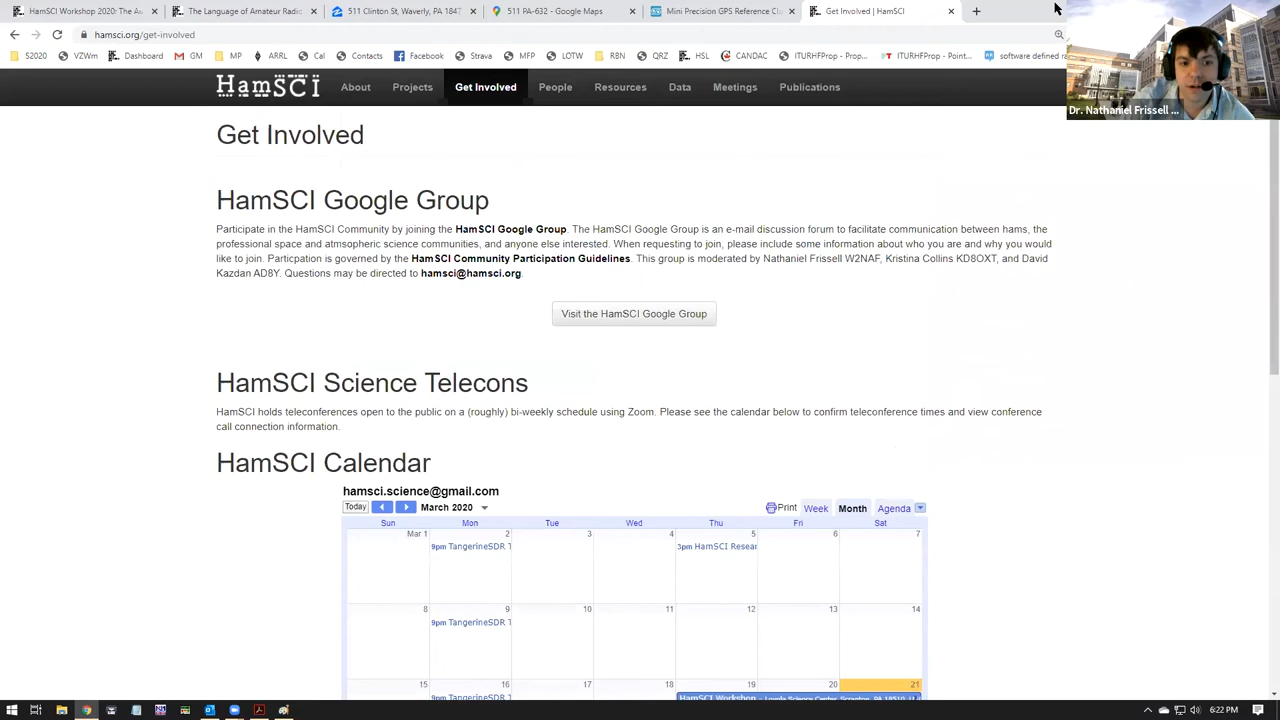 HamSCI Workshop 2020: The Au
The Language of Amateur Radio
511 Clinton St, Waverly, PA 1847
511 PA-632 - Google Maps
Mini Precision GPS Reference Clo
Get Involved | HamSCI
hamsci.org/get-involved
S2020
VZWm
Dashboard
GM
MP
ARRL
Cal
Contacts
Facebook
Strava
MFP
LOTW
RBN
QRZ
HSL
CANDAC
ITURHFProp - Prop...
ITURHFProp - Point...
software defined ra
HamSCI
About
Projects
Get Involved
People
Resources
Data
Meetings
Publications
Dr. Nathaniel Frissell ...
Get Involved
HamSCI Google Group
Participate in the HamSCI Community by joining the HamSCI Google Group. The HamSCI Google Group is an e-mail discussion forum to facilitate communication between hams, the
professional space and atmsopheric science communities, and anyone else interested. When requesting to join, please include some information about who you are and why you would
like to join. Particpation is governed by the HamSCI Community Participation Guidelines. This group is moderated by Nathaniel Frissell W2NAF, Kristina Collins KD8OXT, and David
Kazdan AD8Y. Questions may be directed to hamsci@hamsci.org.
Visit the HamSCI Google Group
HamSCI Science Telecons
HamSCI holds teleconferences open to the public on a (roughly) bi-weekly schedule using Zoom. Please see the calendar below to confirm teleconference times and view conference
call connection information.
HamSCI Calendar
hamsci.science@gmail.com
Today
March 2020
Print
Week
Month
Agenda
Sun
Mon
Tue
Wed
Thu
Fri
Sat
Mar 1
2
3
4
5
6
7
9pm TangerineSDR T
3pm HamSCI Resear
8
9
10
11
12
13
14
9pm TangerineSDR T
15
16
17
18
19
20
21
9pm TangerineSDR T
HamSCI Workshop - Loyola Science Center, Scranton, PA 18510, U
6:22 PM